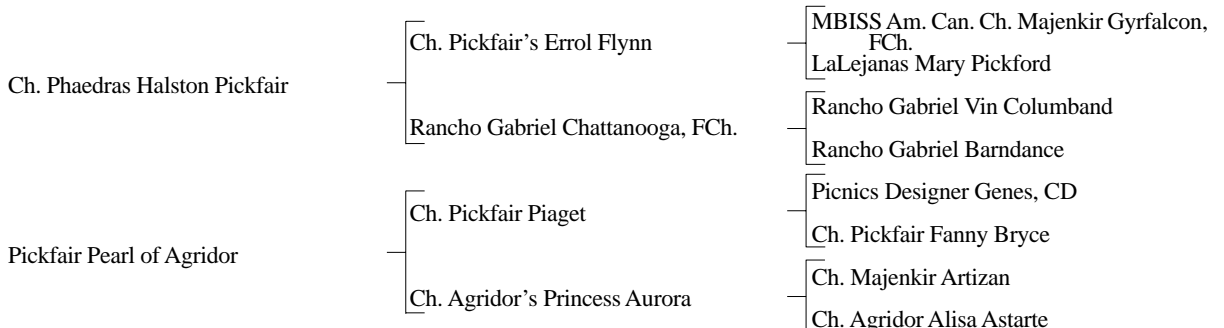 MBISS Am. Can. Ch. Majenkir Gyrfalcon,
FCh.
Ch. Pickfair's Errol Flynn
LaLejanas Mary Pickford
Ch. Phaedras Halston Pickfair
Rancho Gabriel Vin Columband
Rancho Gabriel Chattanooga, FCh.
Rancho Gabriel Barndance
Picnics Designer Genes, CD
Ch. Pickfair Piaget
Ch. Pickfair Fanny Bryce
Pickfair Pearl of Agridor
Ch. Majenkir Artizan
Ch. Agridor's Princess Aurora
Ch. Agridor Alisa Astarte